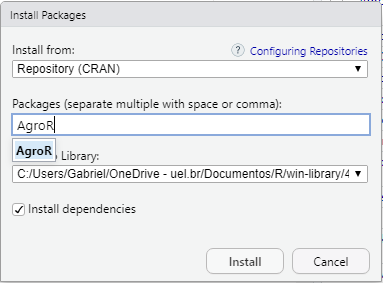 Install Packages
Install from:
? Configuring Repositories
Repository (CRAN)
Packages (separate multiple with space or comma):
AgroR
AgroR
o Library:
C:/Users/Gabriel/OneDrive - uel.br/Documentos/R/win-library/4
Install dependencies
Install
Cancel